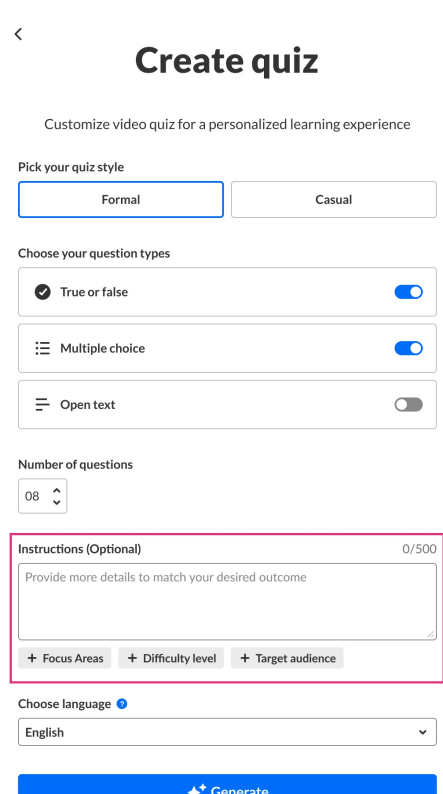 Create quiz
Customize video quiz for a personalized learning experience
Pick your quiz style
Formal
Casual
Choose your question types
True or false
Multiple choice
Open text
Number of questions
08
Instructions (Optional)
0/500
Provide more details to match your desired outcome
+ Focus Areas
+ Difficulty level
+ Target audience
Choose language ?
English
Generate